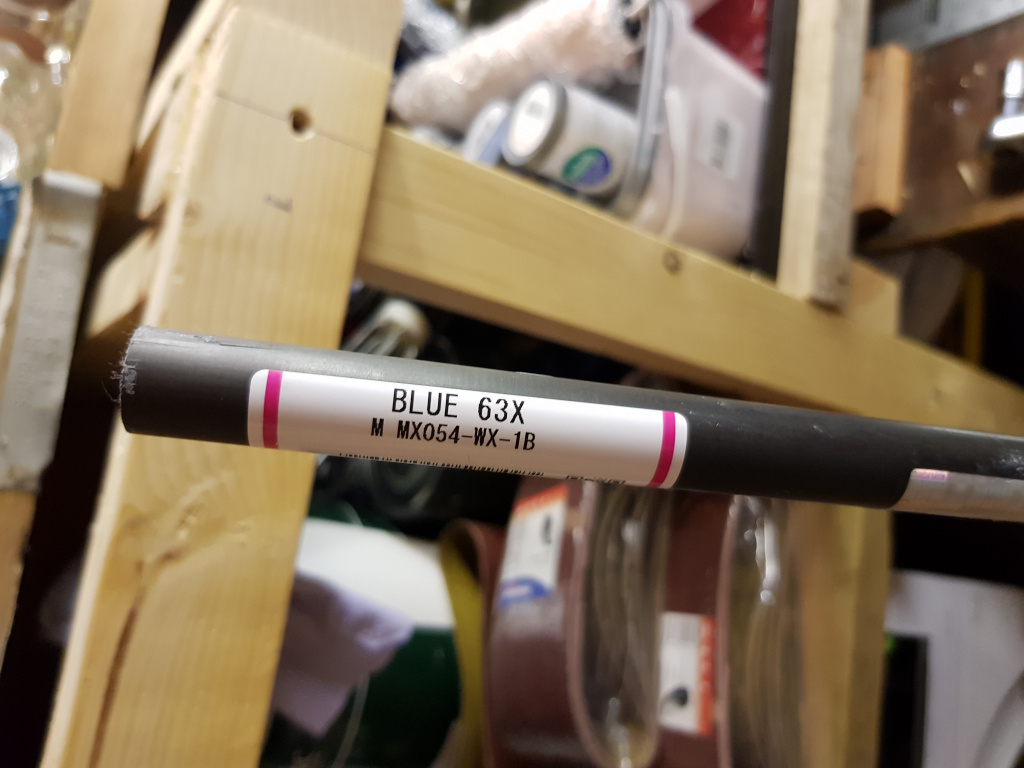 BLUE 63X
M MX054-WX-1B